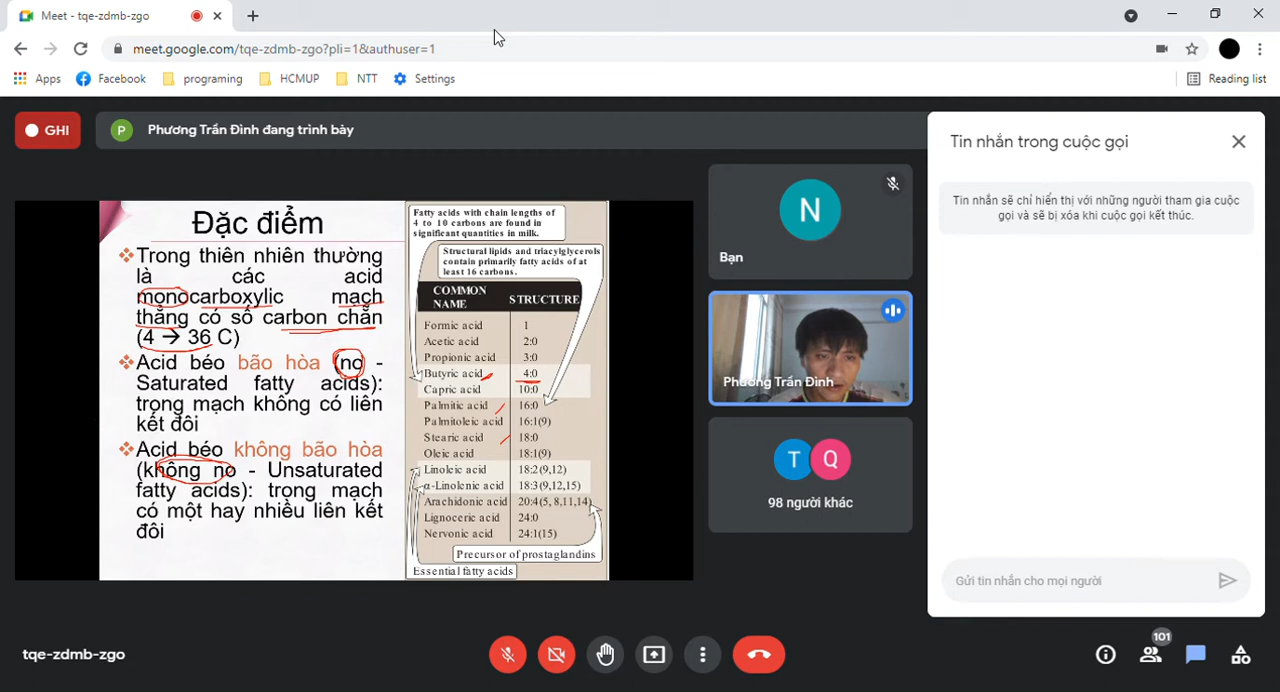 Meet - tqe-zdmb-zgo
meet.google.com/tqe-zdmb-zgo?pli=1&authuser=1
Apps
Facebook
programing
HCMUP
NTT
Settings
Reading list
GHI
P
Phương Trần Đình đang trình bày
Đặc điểm
Trong thiên nhiên thường
là các acid
monocarboxylic mạch
thẳng có số carbon chẵn
(4 → 36 C)
Acid béo bão hòa (no -
Saturated fatty acids):
trong mạch không có liên
kết đôi
Acid béo không bão hòa
(không no - Unsaturated
fatty acids): trong mạch
có một hay nhiều liên kết
đôi
Fatty acids with chain lengths of
4 to 10 carbons are found in
significant quantities in milk.
Structural lipids and triacylglycerols
contain primarily fatty acids of at
least 16 carbons.
COMMON NAME STRUCTURE
Formic acid 1
Acetic acid 2:0
Propionic acid 3:0
Butyric acid 4:0
Capric acid 10:0
Palmitic acid 16:0
Palmitoleic acid 16:1(9)
Stearic acid 18:0
Oleic acid 18:1(9)
Linoleic acid 18:2(9,12)
α-Linolenic acid 18:3(9,12,15)
Arachidonic acid 20:4(5, 8,11,14)
Lignoceric acid 24:0
Nervonic acid 24:1(15)
Precursor of prostaglandins
Essential fatty acids
N
Bạn
Phương Trần Đình
T
Q
98 người khác
Tin nhắn trong cuộc gọi
Tin nhắn sẽ chỉ hiển thị với những người tham gia cuộc
gọi và sẽ bị xóa khi cuộc gọi kết thúc.
Gửi tin nhắn cho mọi người
tqe-zdmb-zgo
101